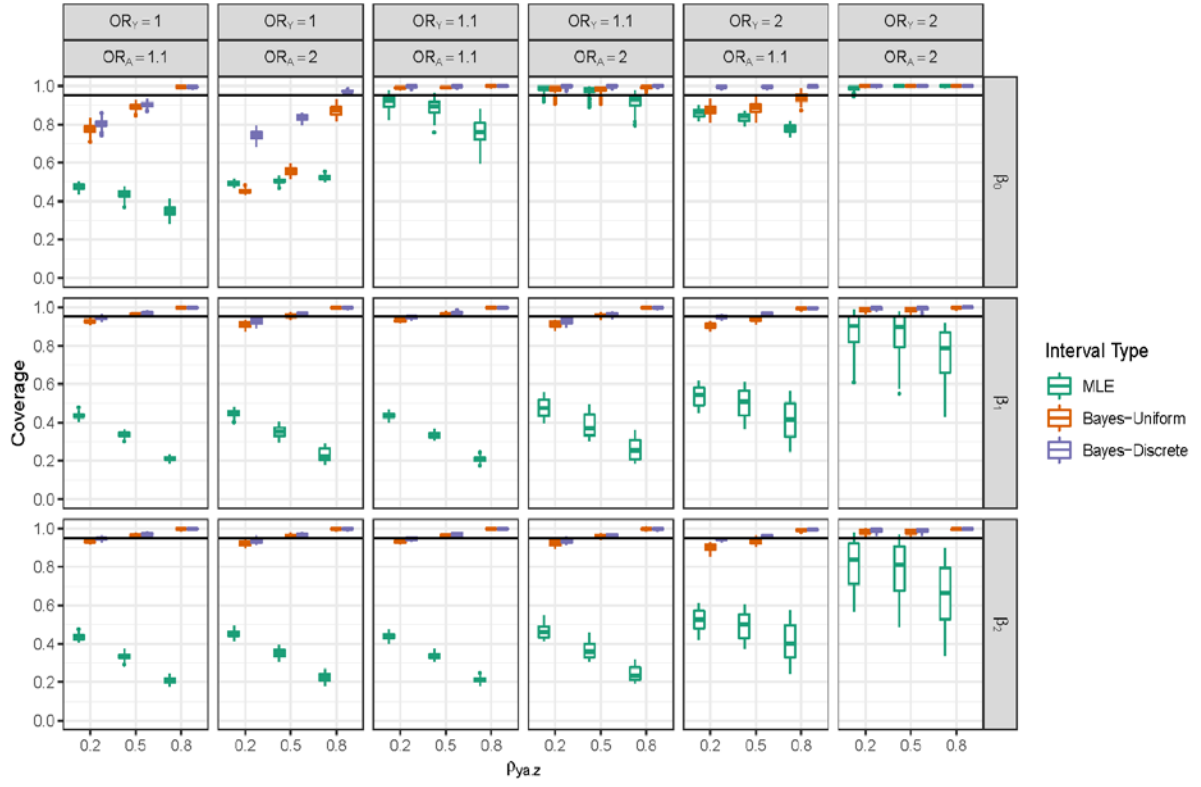 OR_Y = 1 OR_Y = 1 OR_Y = 1.1 OR_Y = 1.1 OR_Y = 2 OR_Y = 2
OR_A = 1.1 OR_A = 2 OR_A = 1.1 OR_A = 2 OR_A = 1.1 OR_A = 2
1.0
0.8
0.6
0.4
0.2
0.0
β_0
1.0
0.8
0.6
0.4
0.2
0.0
β_1
1.0
0.8
0.6
0.4
0.2
0.0
β_2
Coverage
0.2 0.5 0.8 0.2 0.5 0.8 0.2 0.5 0.8 0.2 0.5 0.8 0.2 0.5 0.8 0.2 0.5 0.8
ρ_ya.z
Interval Type
MLE
Bayes−Uniform
Bayes−Discrete